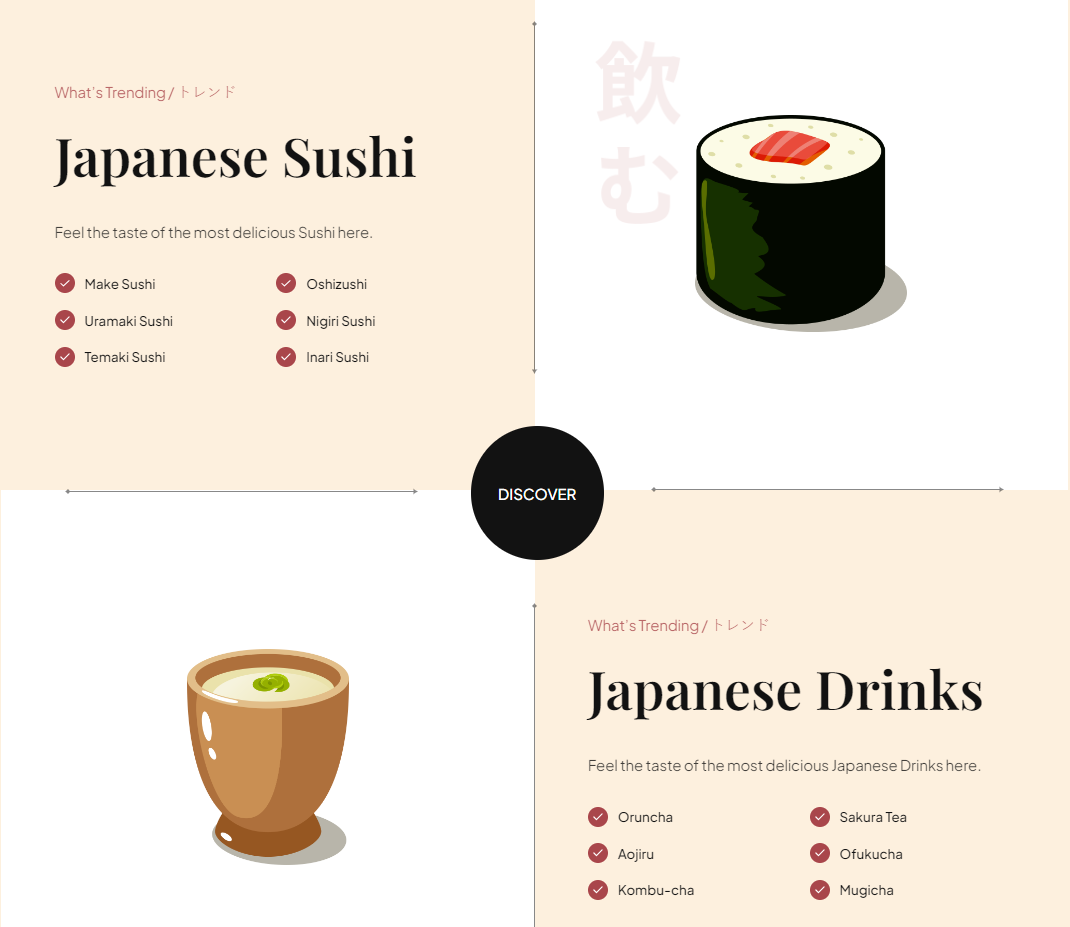 What's Trending / トレンド
Japanese Sushi
Feel the taste of the most delicious Sushi here.
Make Sushi
Oshizushi
Uramaki Sushi
Nigiri Sushi
Temaki Sushi
Inari Sushi
飲む
DISCOVER
What's Trending / トレンド
Japanese Drinks
Feel the taste of the most delicious Japanese Drinks here.
Oruncha
Sakura Tea
Aojiru
Ofukucha
Kombu-cha
Mugicha